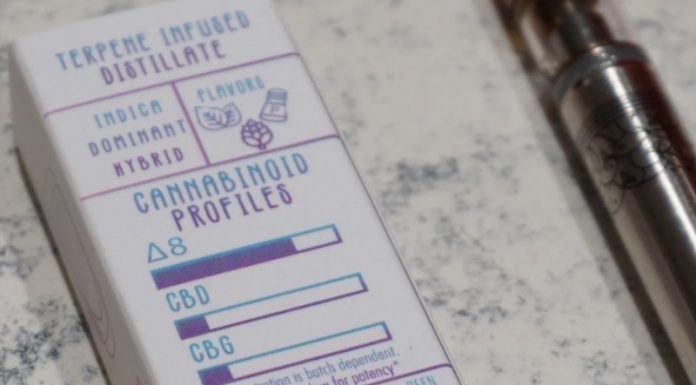 TERPENE INFUSED
DISTILLATE
INDICA
DOMINANT
HYBRID
FLAVORS
P
CANNABINOID
PROFILES
Δ8
CBD
CBG
is batch dependent.
for potency"